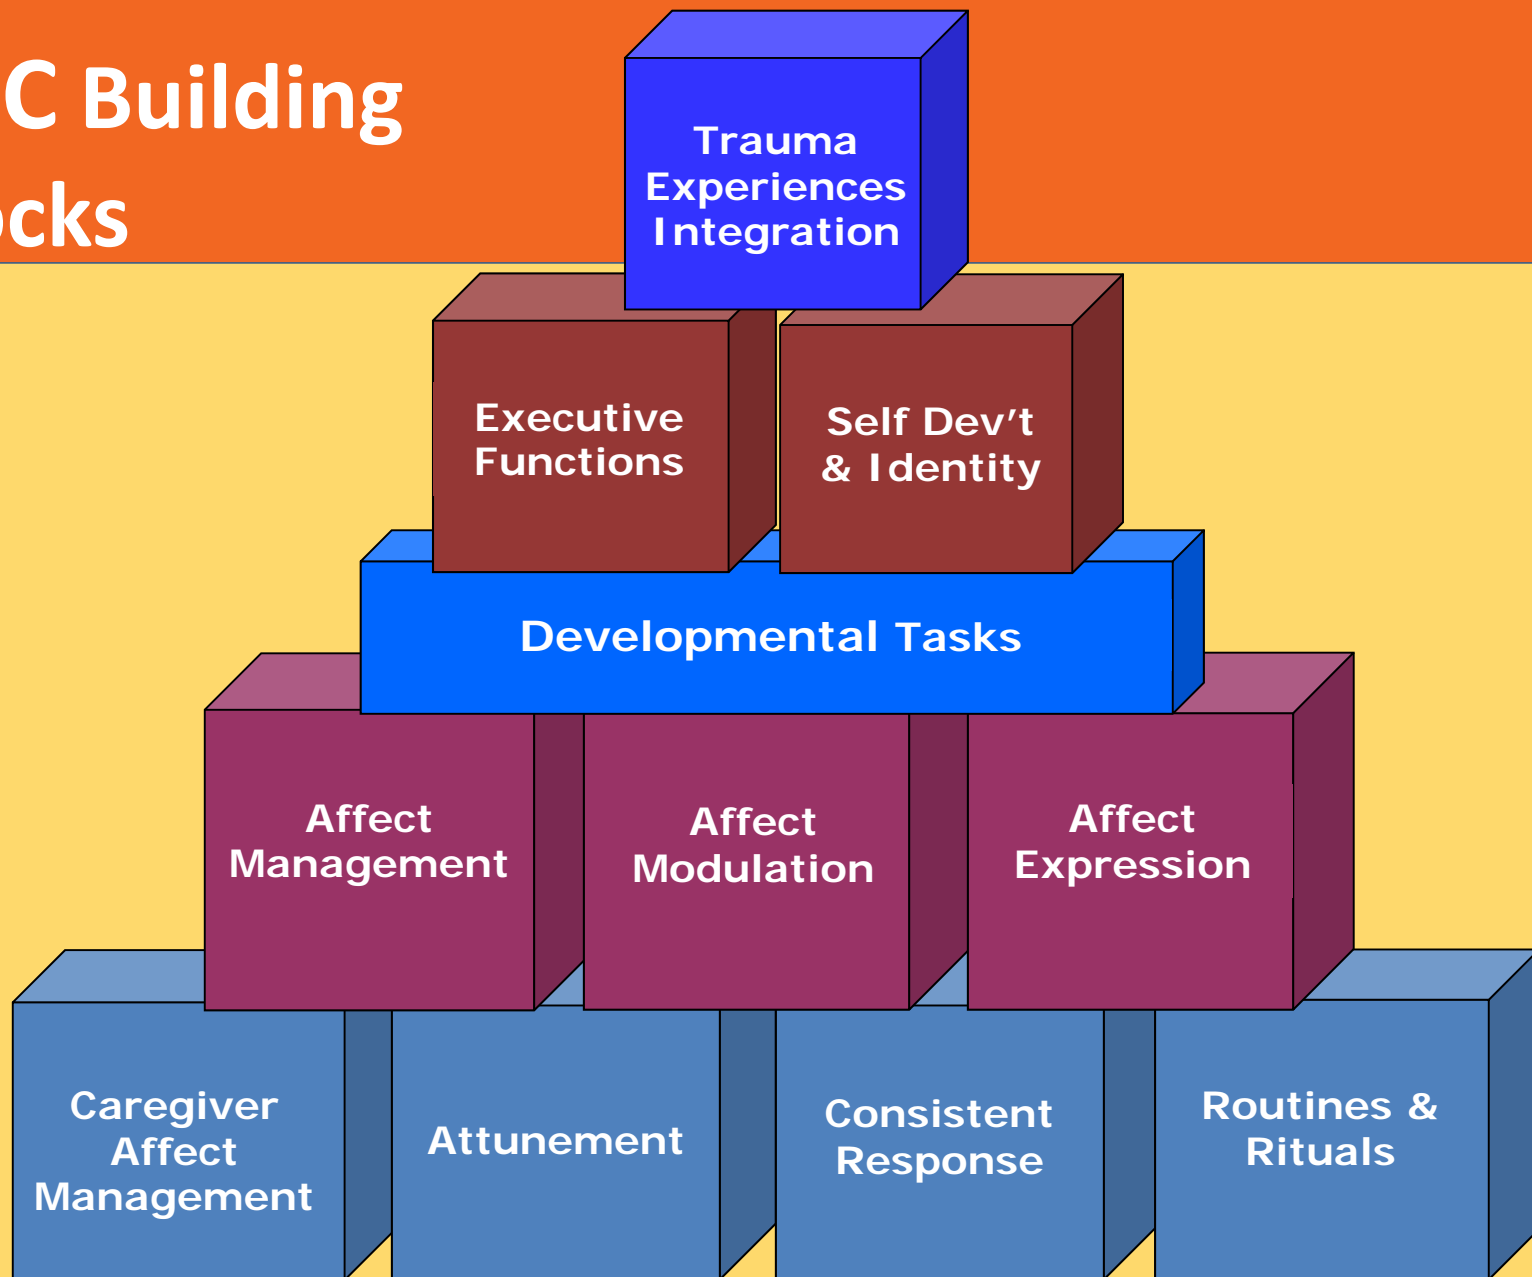 C Building
ocks
Trauma
Experiences
Integration
Executive
Functions
Self Dev't
& Identity
Developmental Tasks
Affect
Management
Affect
Modulation
Affect
Expression
Caregiver
Affect
Management
Attunement
Consistent
Response
Routines &
Rituals